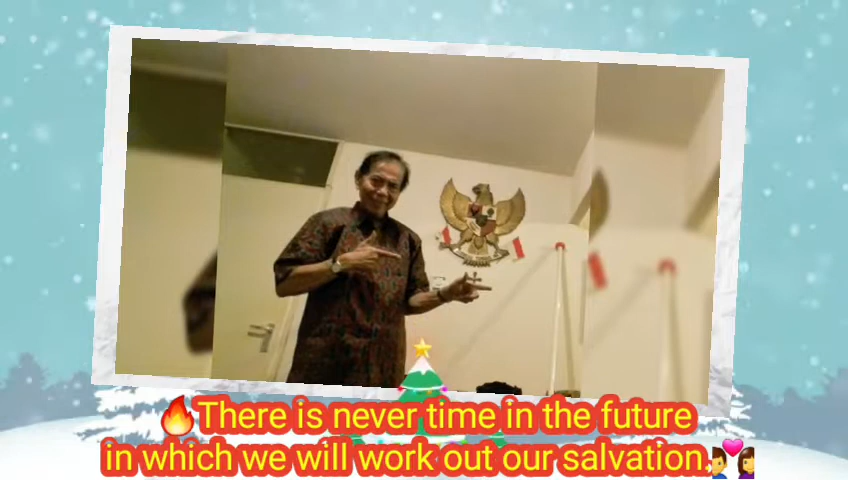 🔥There is never time in the future
in which we will work out our salvation.💑